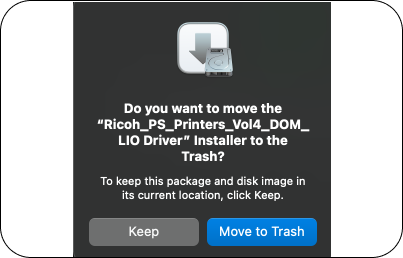 Do you want to move the
“Ricoh_PS_Printers_Vol4_DOM_
LIO Driver” Installer to the
Trash?
To keep this package and disk image in
its current location, click Keep.
Keep
Move to Trash